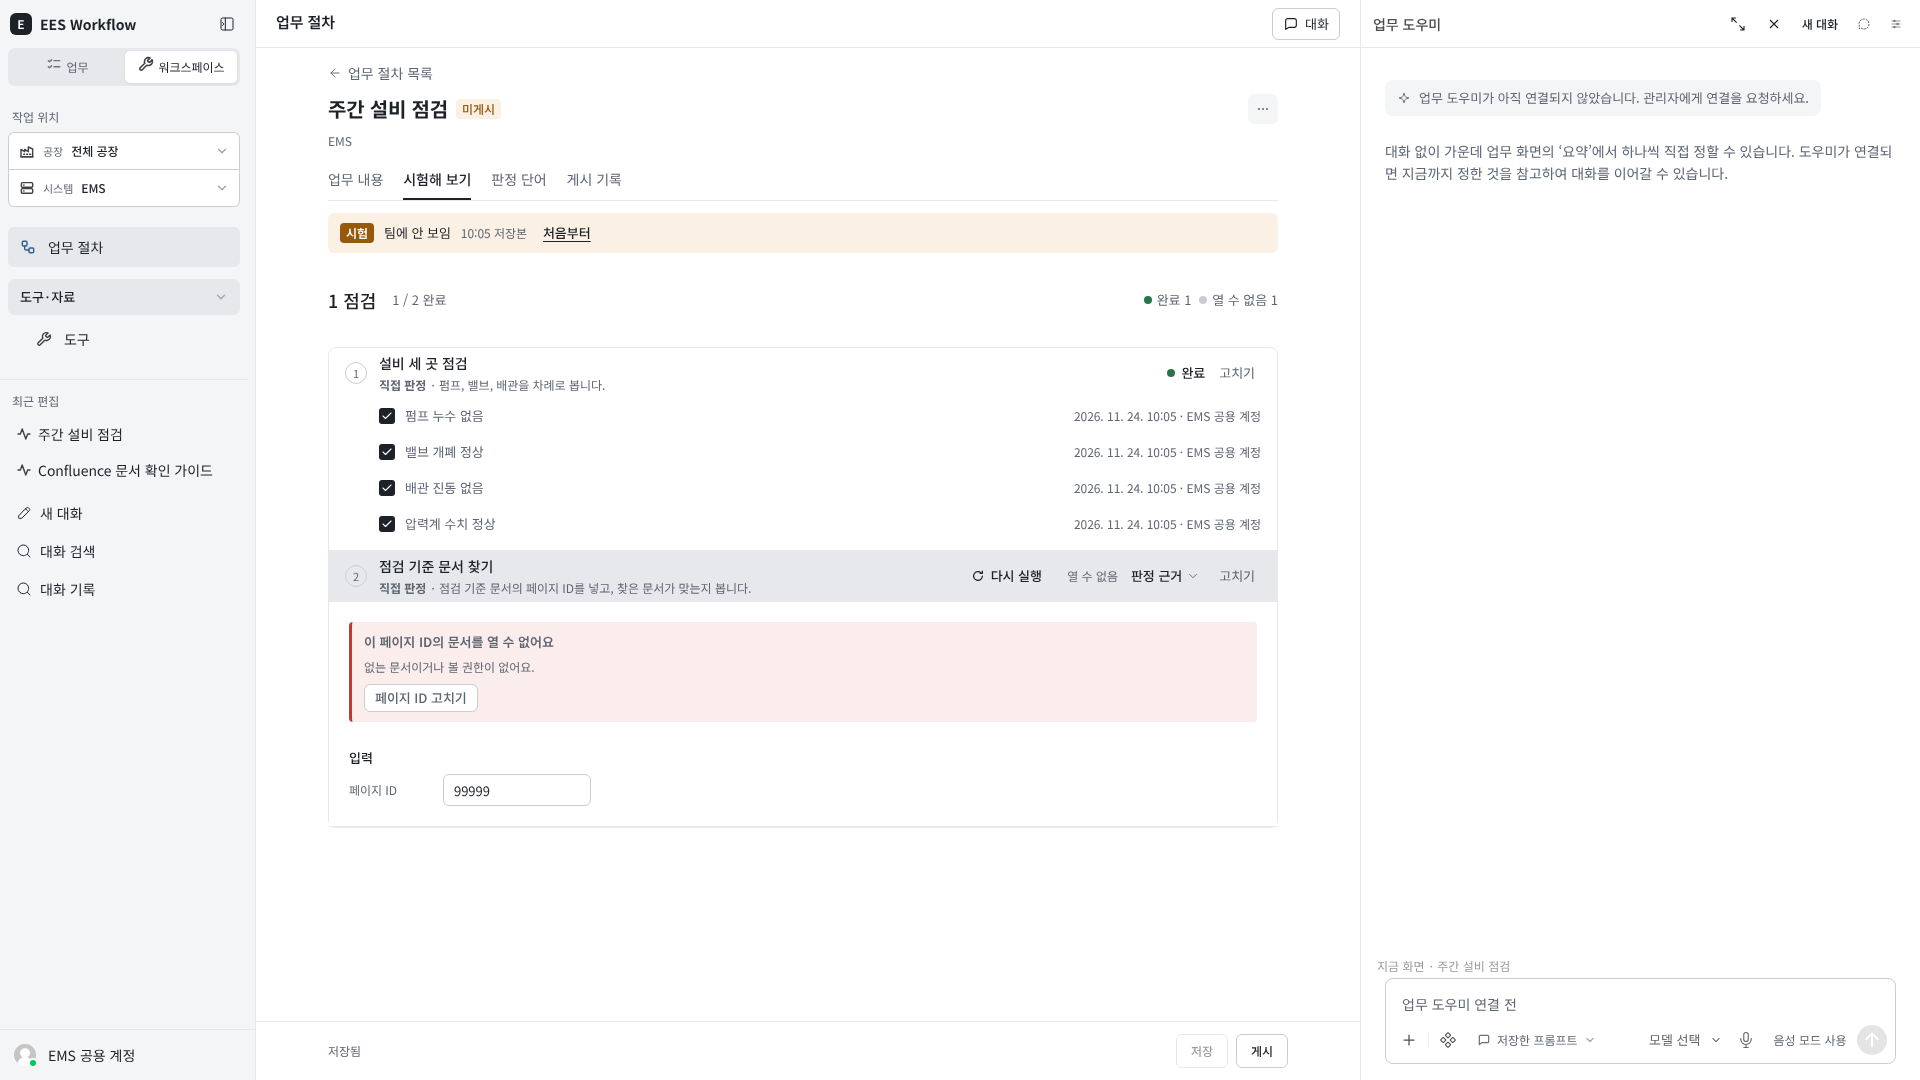 E EES Workflow
업무
워크스페이스
작업 위치
공장 전체 공장
시스템 EMS
업무 절차
도구·자료
도구
최근 편집
주간 설비 점검
Confluence 문서 확인 가이드
새 대화
대화 검색
대화 기록
EMS 공용 계정
업무 절차
대화
업무 절차 목록
주간 설비 점검 미게시
EMS
업무 내용 시험해 보기 판정 단어 게시 기록
시험 팀에 안 보임 10:05 저장본 처음부터
1 점검 1 / 2 완료
완료 1 열 수 없음 1
1 설비 세 곳 점검
직접 판정 · 펌프, 밸브, 배관을 차례로 봅니다.
완료 고치기
펌프 누수 없음 2026. 11. 24. 10:05 · EMS 공용 계정
밸브 개폐 정상 2026. 11. 24. 10:05 · EMS 공용 계정
배관 진동 없음 2026. 11. 24. 10:05 · EMS 공용 계정
압력계 수치 정상 2026. 11. 24. 10:05 · EMS 공용 계정
2 점검 기준 문서 찾기
직접 판정 · 점검 기준 문서의 페이지 ID를 넣고, 찾은 문서가 맞는지 봅니다.
다시 실행 열 수 없음 판정 근거 고치기
이 페이지 ID의 문서를 열 수 없어요
없는 문서이거나 볼 권한이 없어요.
페이지 ID 고치기
입력
페이지 ID 99999
저장됨
저장 게시
업무 도우미
새 대화
업무 도우미가 아직 연결되지 않았습니다. 관리자에게 연결을 요청하세요.
대화 없이 가운데 업무 화면의 ‘요약’에서 하나씩 직접 정할 수 있습니다. 도우미가 연결되
면 지금까지 정한 것을 참고하여 대화를 이어갈 수 있습니다.
지금 화면 · 주간 설비 점검
업무 도우미 연결 전
저장한 프롬프트 모델 선택 음성 모드 사용